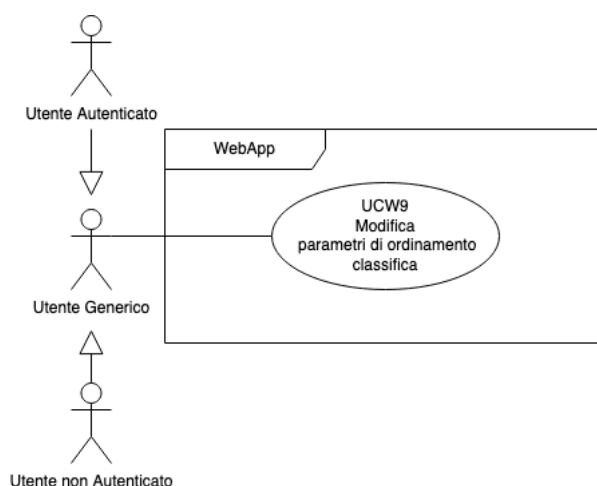 Utente Autenticato
WebApp
UCW9
Modifica
parametri di ordinamento
classifica
Utente Generico
Utente non Autenticato